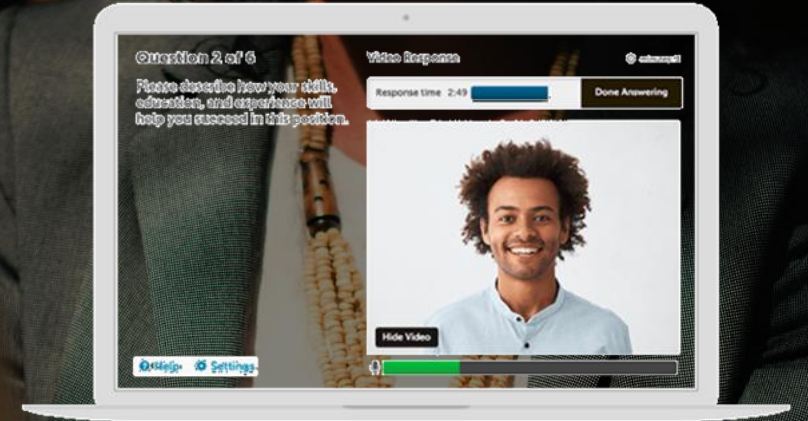 Question 2 of 6
Please describe how your skills,
education, and experience will
help you succeed in this position.
Video Response
Response time 2:49
Done Answering
Hide Video
Help
Settings